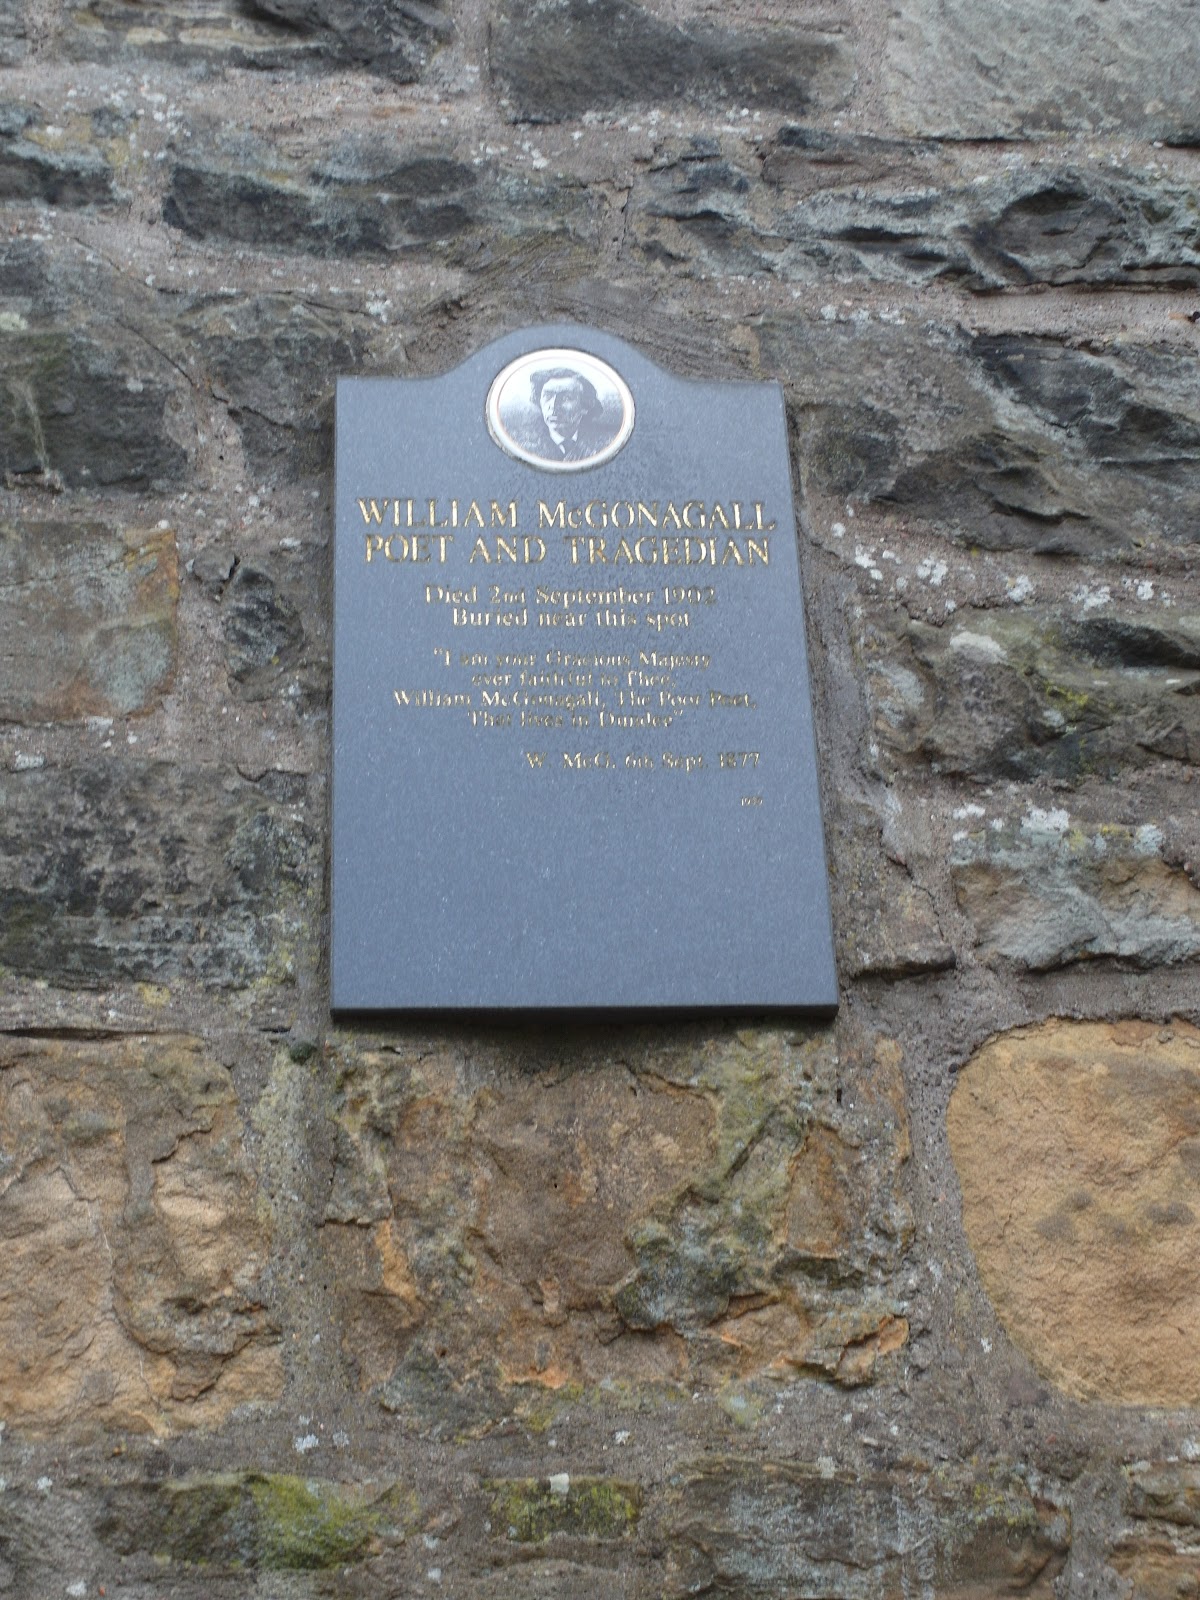 WILLIAM McGONAGALL
POET AND TRAGEDIAN
Died 2nd September 1902
Buried near this spot
"I am your Gracious Majesty
ever faithful to Thee,
William McGonagall, The Poor Poet,
That lives in Dundee"
W. McG. 6th Sept. 1877